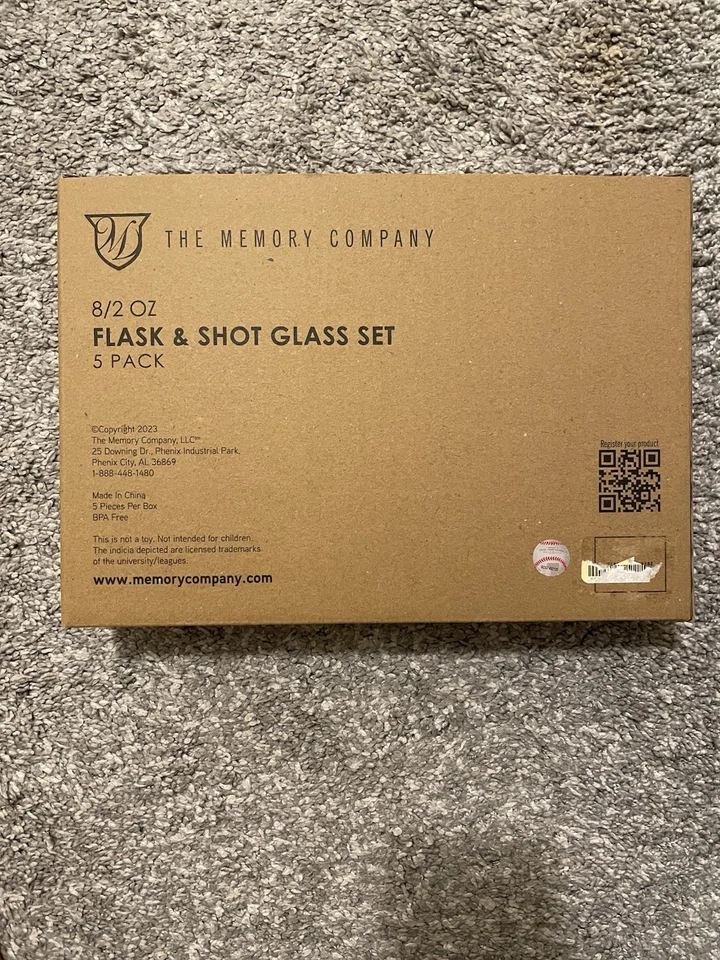 THE MEMORY COMPANY
8/2 OZ
FLASK & SHOT GLASS SET
5 PACK
©Copyright 2023
The Memory Company, LLC™
25 Downing Dr., Phenix Industrial Park,
Phenix City, AL 36869
1-888-448-1480
Made In China
5 Pieces Per Box
BPA Free
This is not a toy. Not intended for children.
The indicia depicted are licensed trademarks
of the university/leagues.
www.memorycompany.com
Register your product